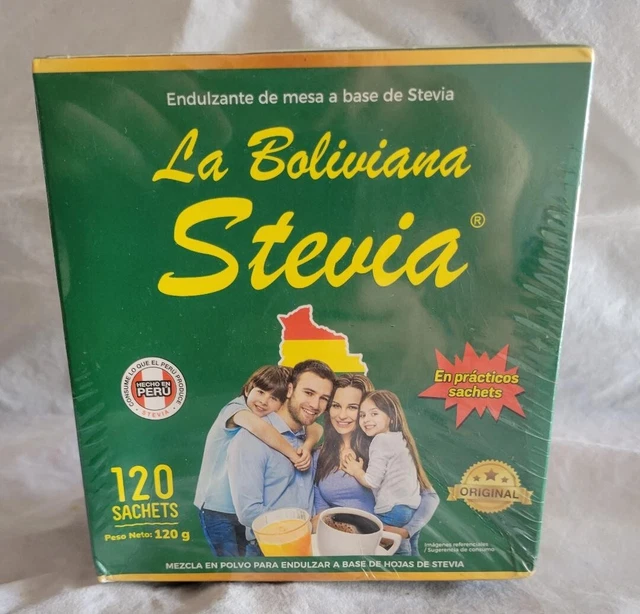 Endulzante de mesa a base de Stevia
La Boliviana
Stevia®
CONSUME LO QUE EL PERÚ PRODUCE
HECHO EN
PERÚ
- STEVIA -
En prácticos
sachets
120
SACHETS
Peso Neto: 120 g
ORIGINAL
Imágenes referenciales
/ Sugerencia de consumo
MEZCLA EN POLVO PARA ENDULZAR A BASE DE HOJAS DE STEVIA